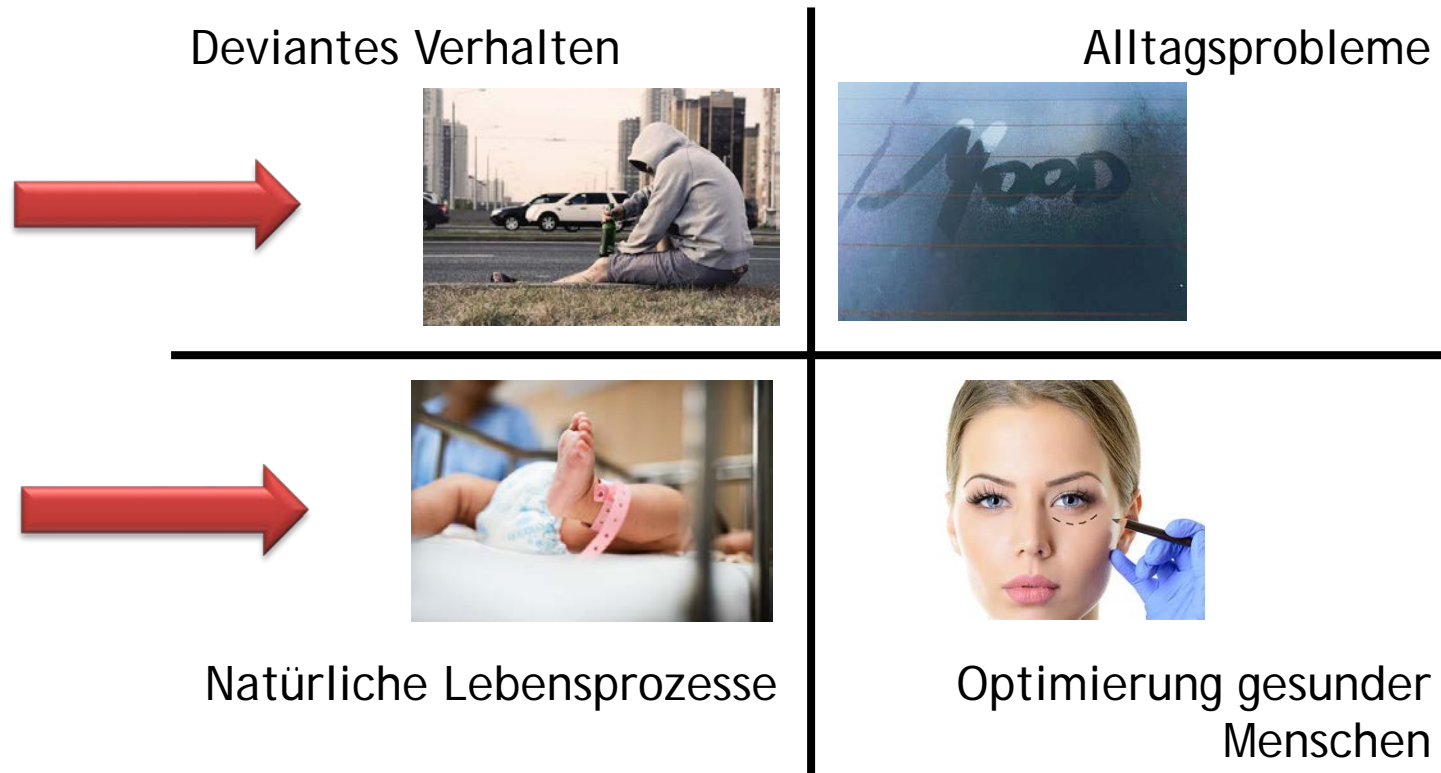 Deviantes Verhalten
Alltagsprobleme
MOOD
Natürliche Lebensprozesse
Optimierung gesunder
Menschen